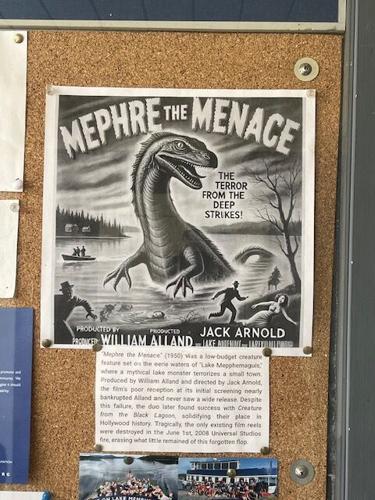 MEPHRE THE MENACE
THE
TERROR
FROM THE
DEEP
STRIKES!
PRODUCED BY
PRODUCED
JACK ARNOLD
WILLIAM ALLAND
"Mephre the Menace" (1950) was a low-budget creature
feature set on the eerie waters of "Lake Mepphemaguis,"
where a mythical lake monster terrorizes a small town.
Produced by William Alland and directed by Jack Arnold,
the film's poor reception at its initial screening nearly
bankrupted Alland and never saw a wide release. Despite
this failure, the duo later found success with Creature
from the Black Lagoon, solidifying their place in
Hollywood history. Tragically, the only existing film reels
were destroyed in the June 1st, 2008 Universal Studios
fire, erasing what little remained of this forgotten flop.
ON LAKE